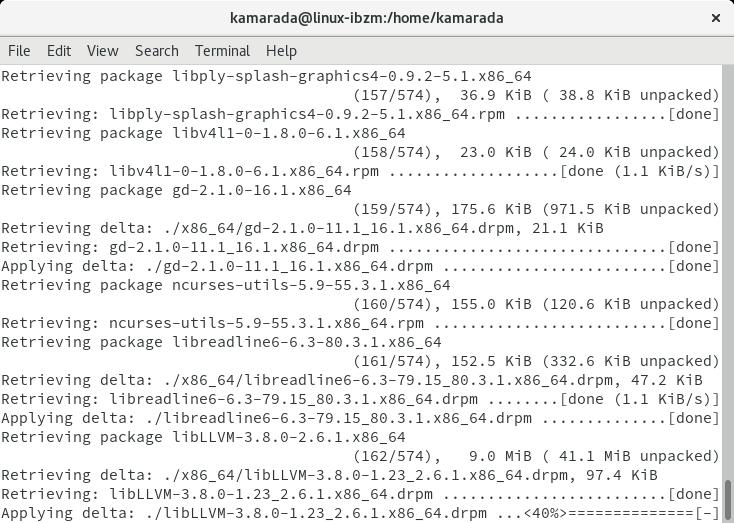 kamarada@linux-ibzm:/home/kamarada
×
File Edit View Search Terminal Help
Retrieving package libply-splash-graphics4-0.9.2-5.1.x86_64
(157/574),  36.9 KiB ( 38.8 KiB unpacked)
Retrieving: libply-splash-graphics4-0.9.2-5.1.x86_64.rpm .................[done]
Retrieving package libv4l1-0-1.8.0-6.1.x86_64
(158/574),  23.0 KiB ( 24.0 KiB unpacked)
Retrieving: libv4l1-0-1.8.0-6.1.x86_64.rpm ...................[done (1.1 KiB/s)]
Retrieving package gd-2.1.0-16.1.x86_64
(159/574), 175.6 KiB (971.5 KiB unpacked)
Retrieving delta: ./x86_64/gd-2.1.0-11.1_16.1.x86_64.drpm, 21.1 KiB
Retrieving: gd-2.1.0-11.1_16.1.x86_64.drpm ...............................[done]
Applying delta: ./gd-2.1.0-11.1_16.1.x86_64.drpm .........................[done]
Retrieving package ncurses-utils-5.9-55.3.1.x86_64
(160/574), 155.0 KiB (120.6 KiB unpacked)
Retrieving: ncurses-utils-5.9-55.3.1.x86_64.rpm ..........................[done]
Retrieving package libreadline6-6.3-80.3.1.x86_64
(161/574), 152.5 KiB (332.6 KiB unpacked)
Retrieving delta: ./x86_64/libreadline6-6.3-79.15_80.3.1.x86_64.drpm, 47.2 KiB
Retrieving: libreadline6-6.3-79.15_80.3.1.x86_64.drpm ........[done (1.1 KiB/s)]
Applying delta: ./libreadline6-6.3-79.15_80.3.1.x86_64.drpm ..............[done]
Retrieving package libLLVM-3.8.0-2.6.1.x86_64
(162/574),   9.0 MiB ( 41.1 MiB unpacked)
Retrieving delta: ./x86_64/libLLVM-3.8.0-1.23_2.6.1.x86_64.drpm, 97.4 KiB
Retrieving: libLLVM-3.8.0-1.23_2.6.1.x86_64.drpm .........................[done]
Applying delta: ./libLLVM-3.8.0-1.23_2.6.1.x86_64.drpm ...<40%>==============[-]